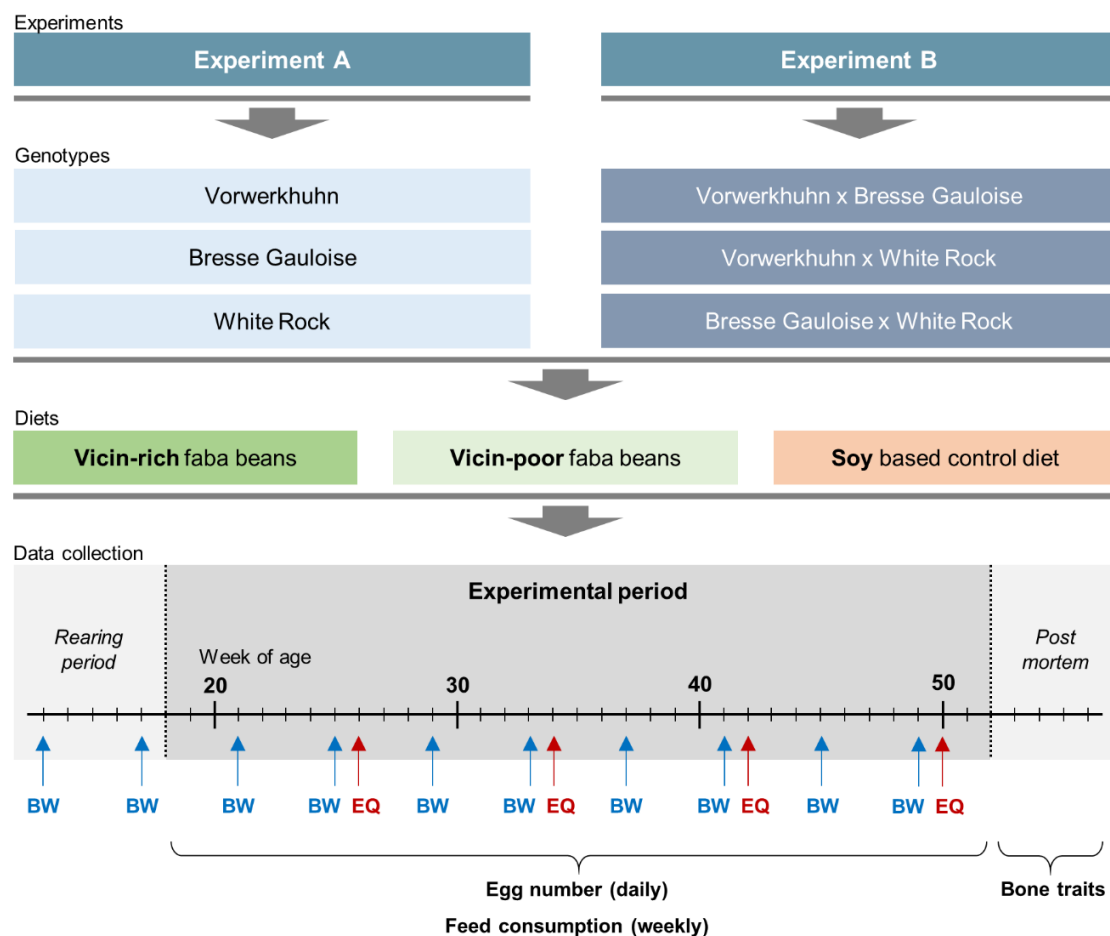 Experiments
Experiment A
Experiment B
Genotypes
Vorwerkhuhn
Vorwerkhuhn x Bresse Gauloise
Bresse Gauloise
Vorwerkhuhn x White Rock
White Rock
Bresse Gauloise x White Rock
Diets
Vicin-rich faba beans
Vicin-poor faba beans
Soy based control diet
Data collection
Experimental period
Rearing
period
Post
mortem
Week of age
20 30 40 50
BW BW BW BW EQ BW BW EQ BW BW EQ BW BW EQ
Egg number (daily)
Bone traits
Feed consumption (weekly)